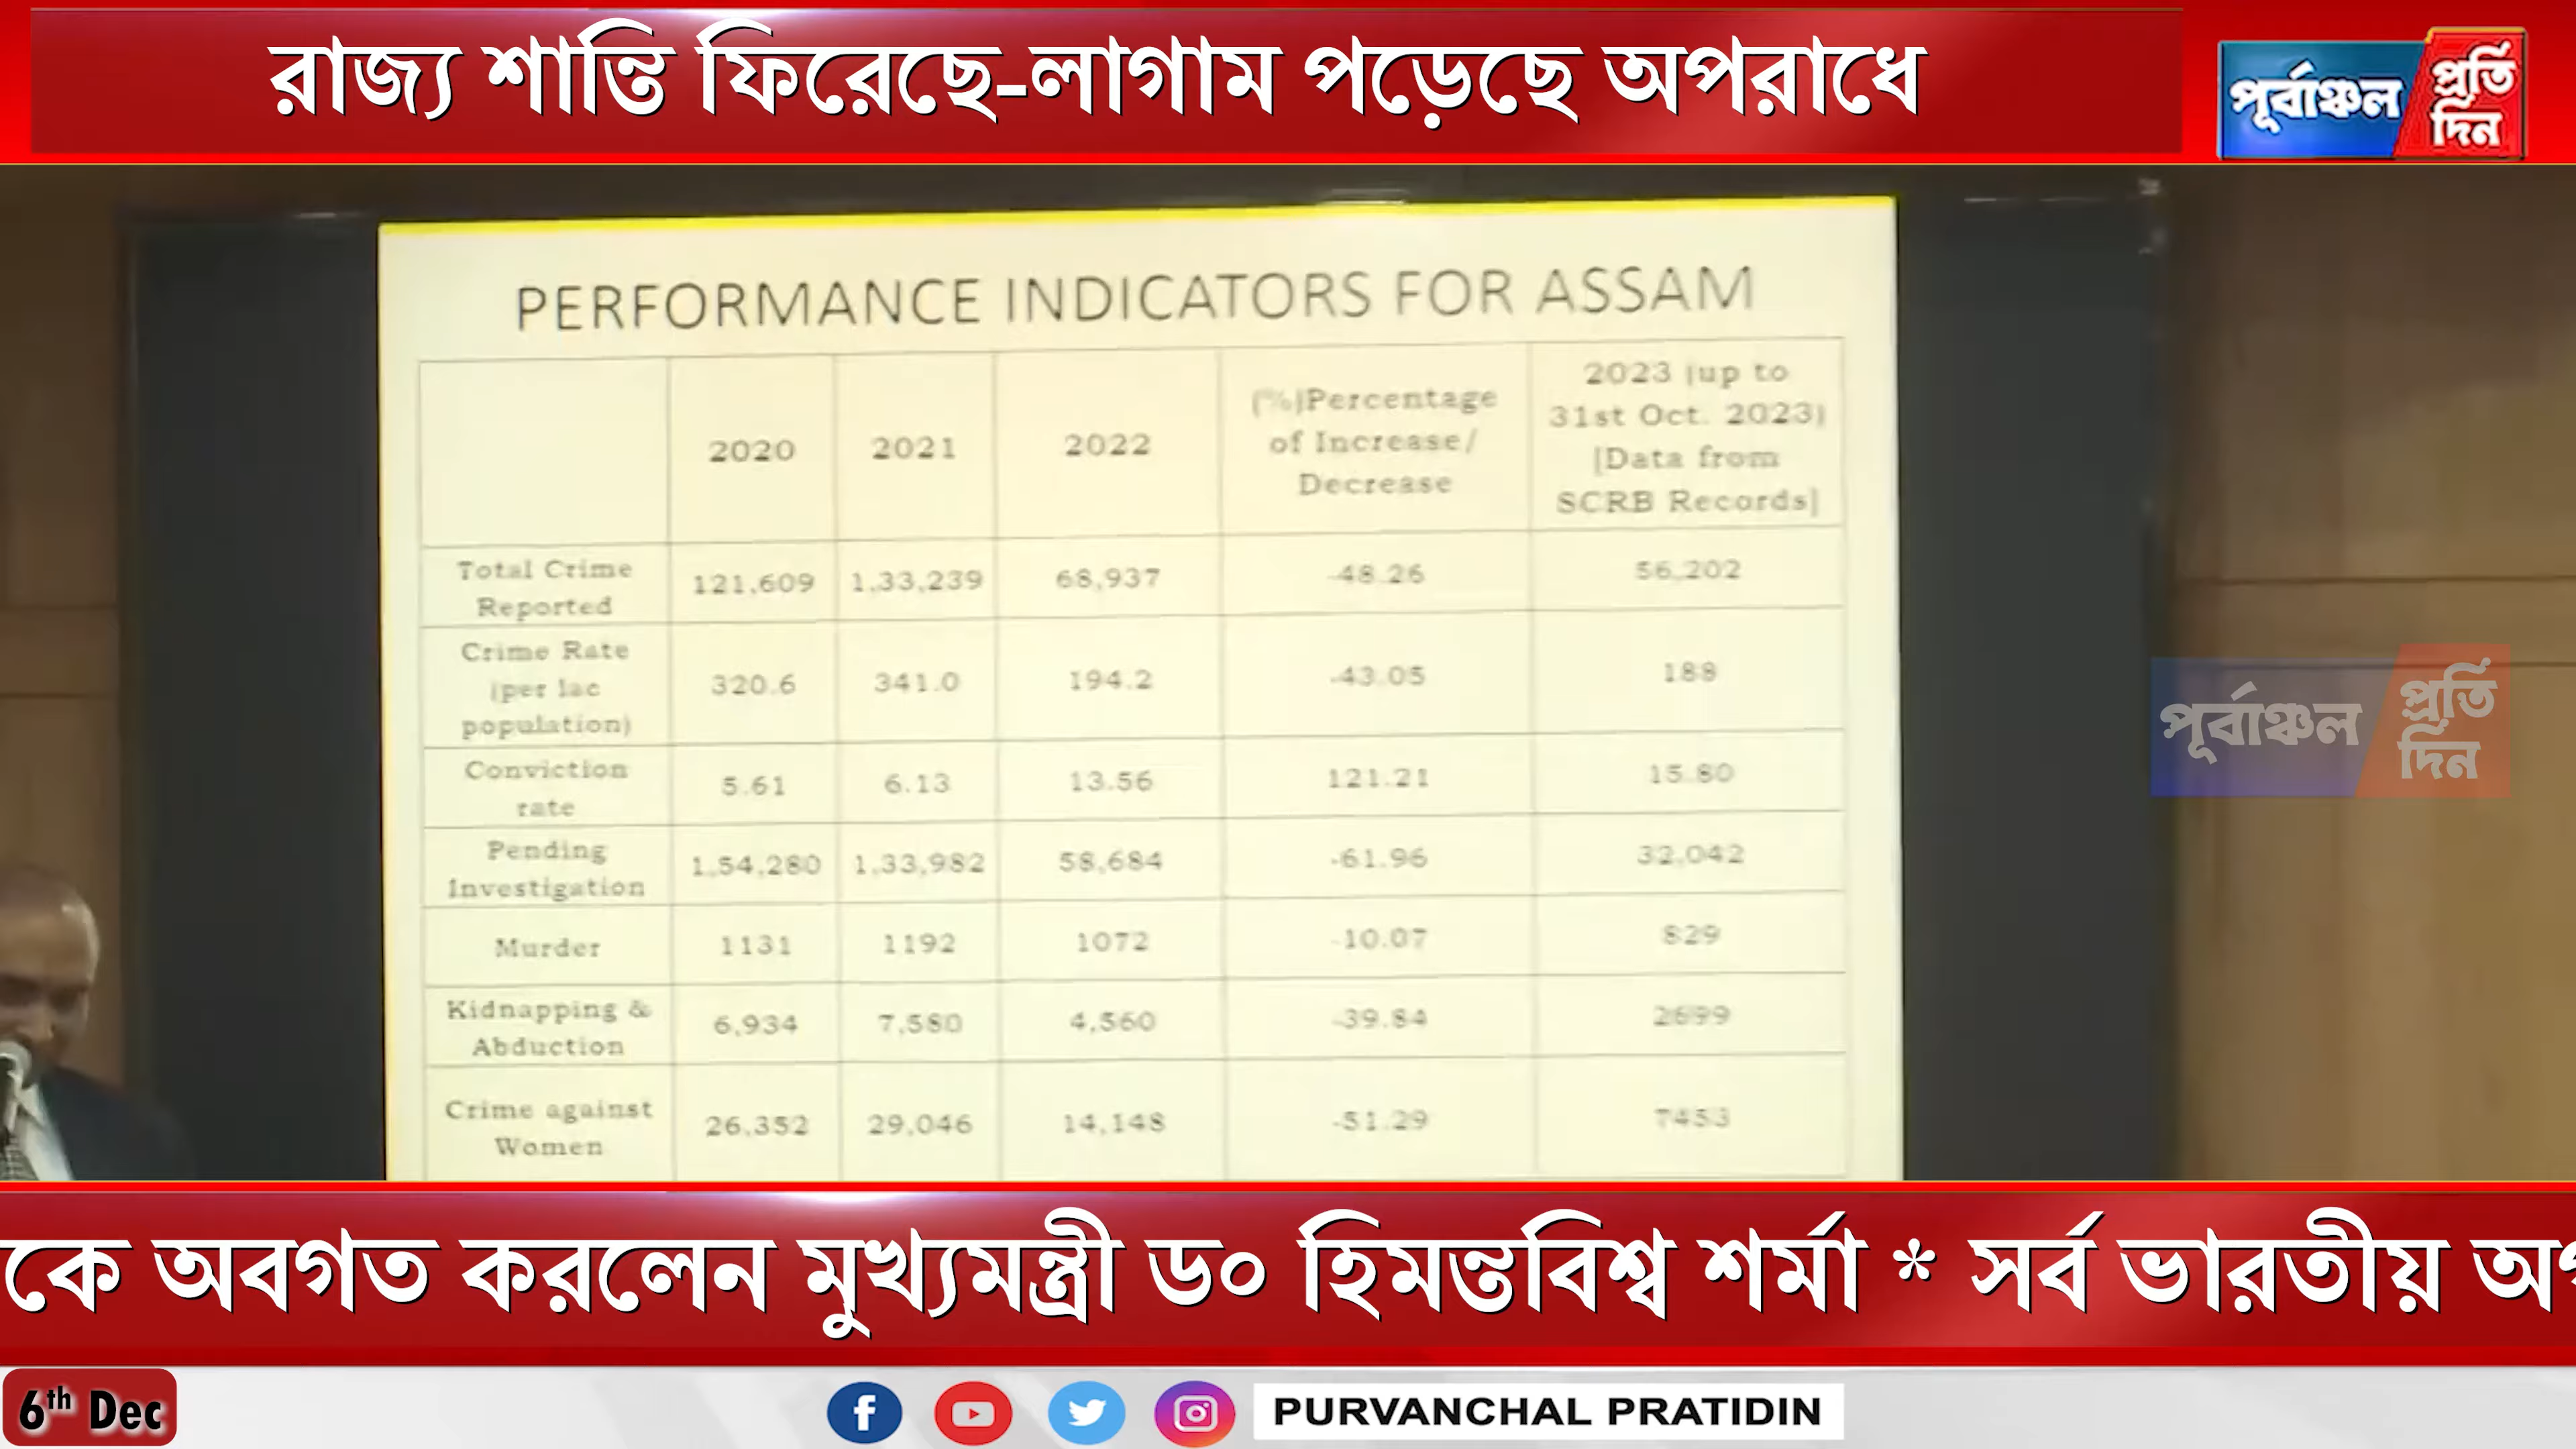 রাজ্য শান্তি ফিরেছে-লাগাম পড়েছে অপরাধে
পূর্বাঞ্চল প্রতি দিন
PERFORMANCE INDICATORS FOR ASSAM
2020 2021 2022 (%)Percentage of Increase/ Decrease 2023 (up to 31st Oct. 2023) [Data from SCRB Records]
Total Crime Reported 121,609 1,33,239 68,937 -48.26 56,202
Crime Rate (per lac population) 320.6 341.0 194.2 -43.05 188
Conviction rate 5.61 6.13 13.56 121.21 15.80
Pending Investigation 1,54,280 1,33,982 58,684 -61.96 32,042
Murder 1131 1192 1072 -10.07 829
Kidnapping & Abduction 6,934 7,580 4,560 -39.84 2699
Crime against Women 26,352 29,046 14,148 -51.29 7453
পূর্বাঞ্চল প্রতি দিন
কে অবগত করলেন মুখ্যমন্ত্রী ড০ হিমন্তবিশ্ব শর্মা * সর্ব ভারতীয়
6th Dec
PURVANCHAL PRATIDIN